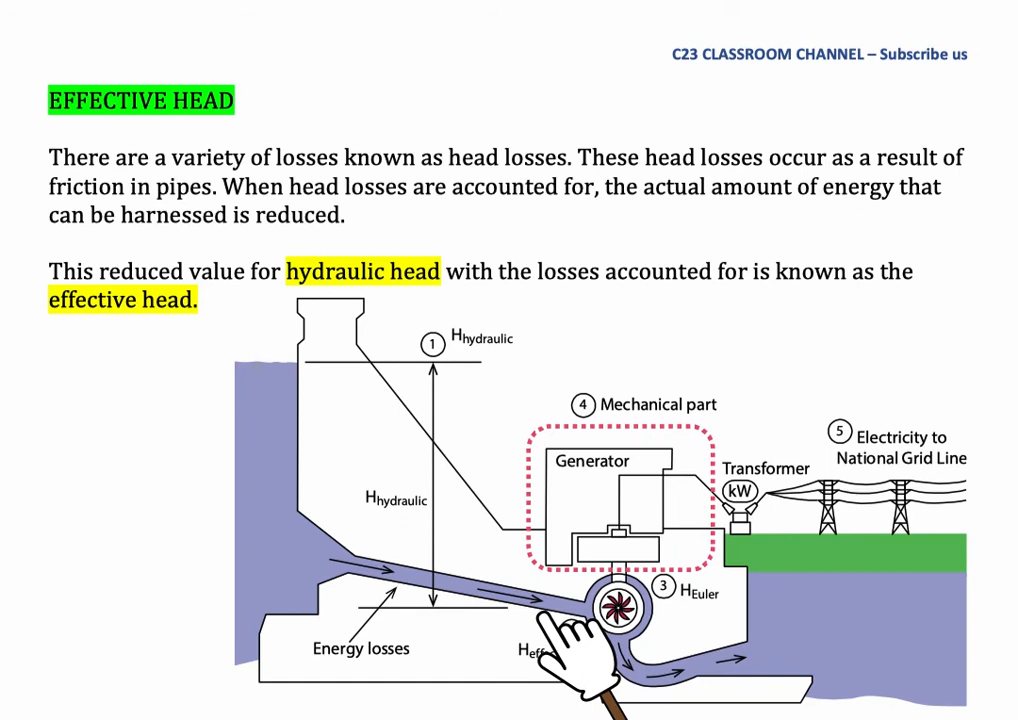 C23 CLASSROOM CHANNEL – Subscribe us
EFFECTIVE HEAD
There are a variety of losses known as head losses. These head losses occur as a result of
friction in pipes. When head losses are accounted for, the actual amount of energy that
can be harnessed is reduced.
This reduced value for hydraulic head with the losses accounted for is known as the
effective head.
1 Hhydraulic
4 Mechanical part
5 Electricity to
National Grid Line
Generator
Transformer
kW
Hhydraulic
3 HEuler
Energy losses